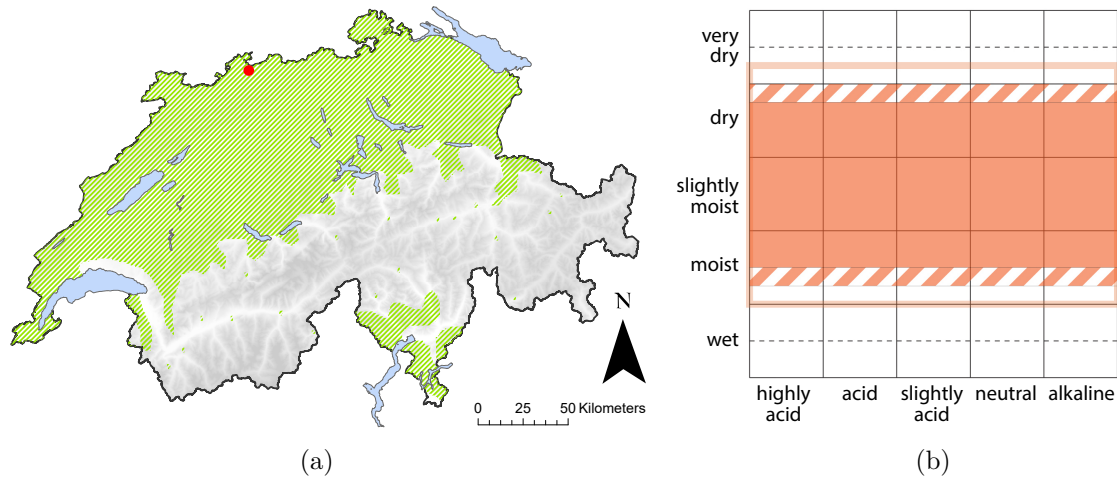 N
0 25 50 Kilometers
(a)
very
dry
dry
slightly
moist
moist
wet
highly
acid
acid
slightly
acid
neutral
alkaline
(b)